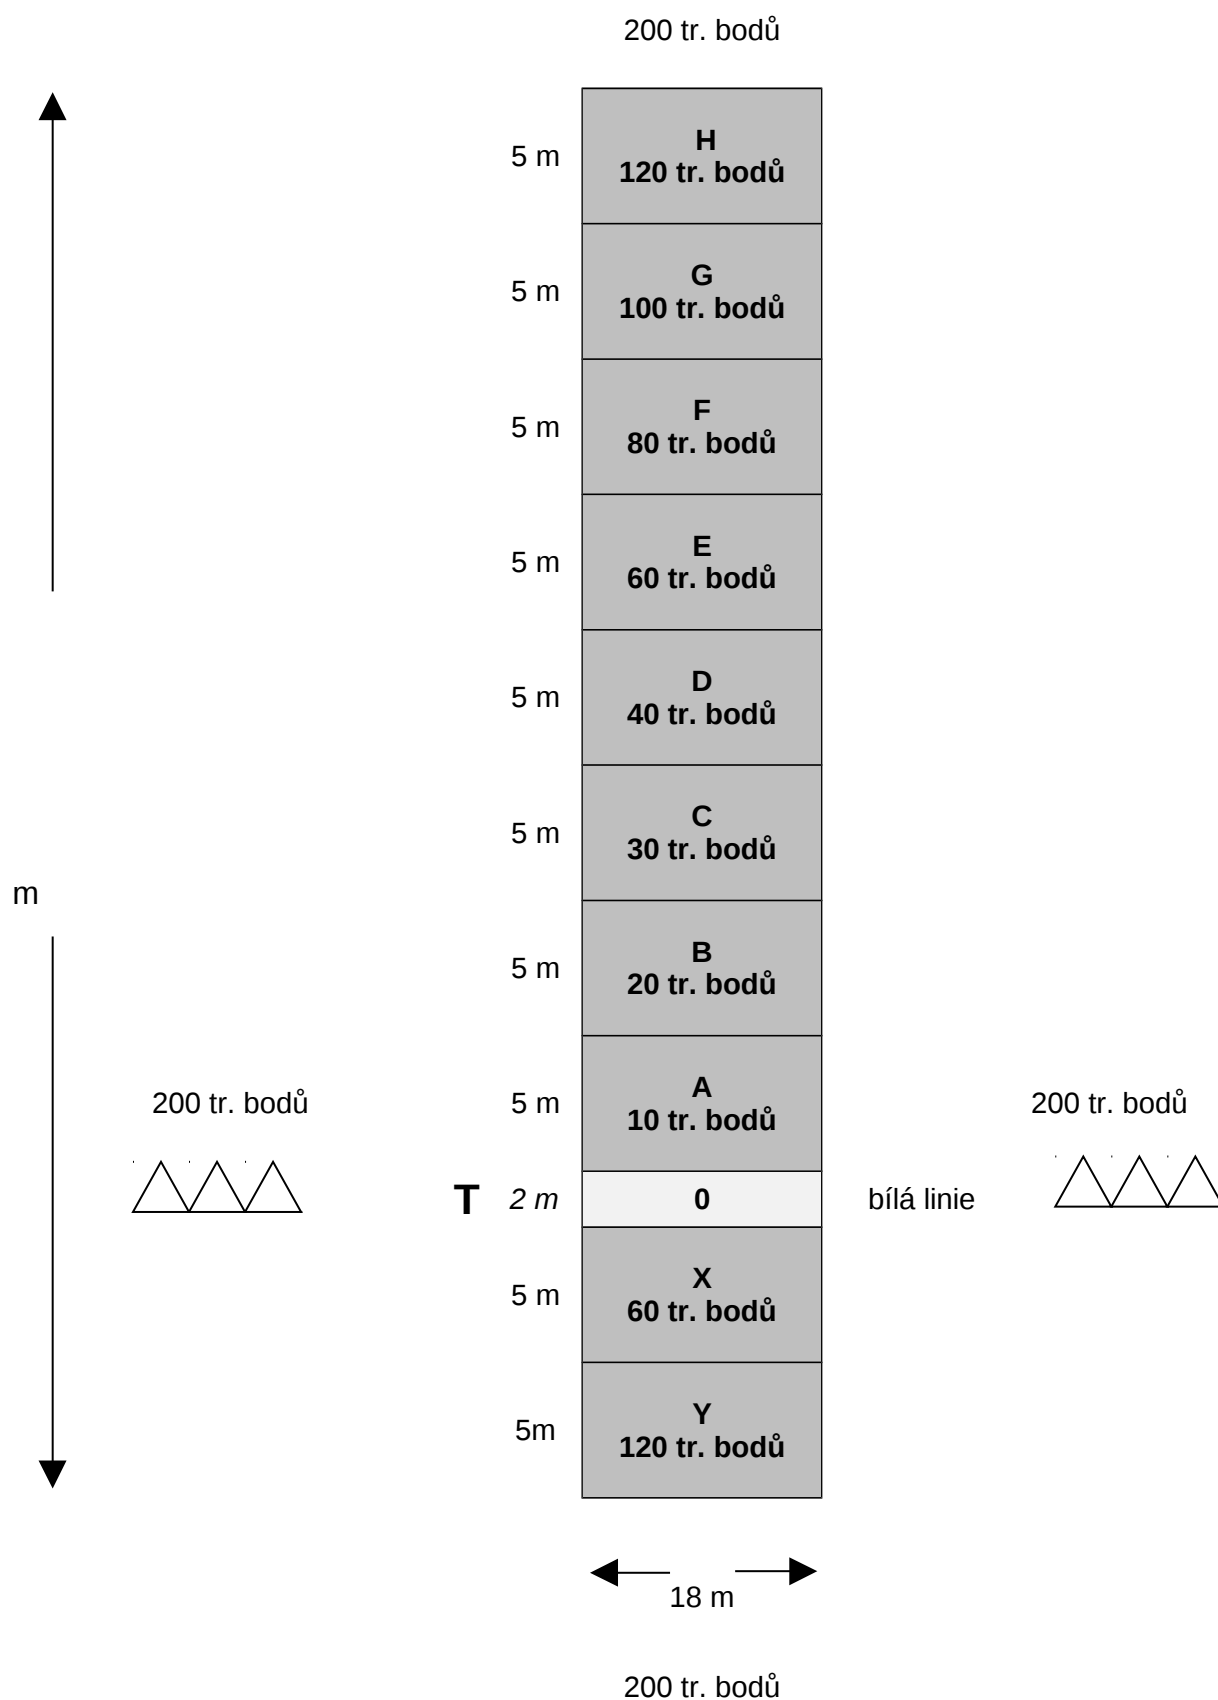 200 tr. bodů
5 m
H
120 tr. bodů
5 m
G
100 tr. bodů
5 m
F
80 tr. bodů
5 m
E
60 tr. bodů
5 m
D
40 tr. bodů
5 m
C
30 tr. bodů
m
5 m
B
20 tr. bodů
200 tr. bodů
5 m
A
10 tr. bodů
200 tr. bodů
T 2 m 0 bílá linie
5 m
X
60 tr. bodů
5m
Y
120 tr. bodů
18 m
200 tr. bodů